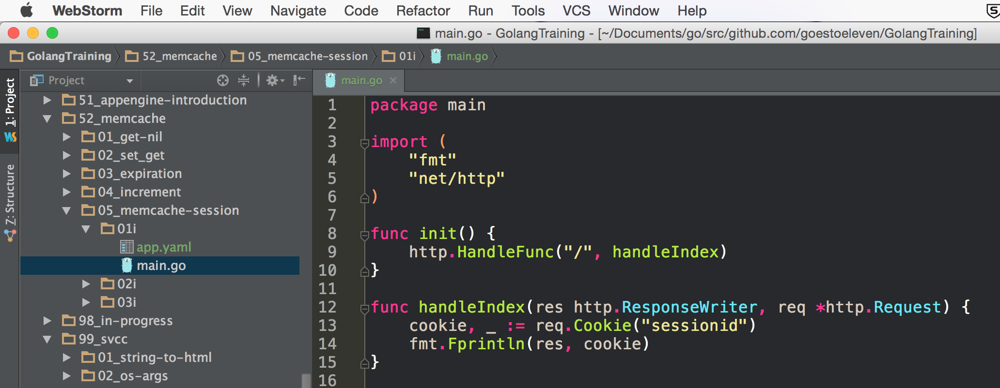 WebStorm File Edit View Navigate Code Refactor Run Tools VCS Window Help S
main.go - GolangTraining - [~/Documents/go/src/github.com/goestoeleven/GolangTraining]
GolangTraining 52_memcache 05_memcache-session 01i main.go
1: Project
WS
7: Structure
Project
51_appengine-introduction
52_memcache
01_get-nil
02_set_get
03_expiration
04_increment
05_memcache-session
01i
app.yaml
main.go
02i
03i
98_in-progress
99_svcc
01_string-to-html
02_os-args
main.go ×
1 package main
2
3 import (
4     "fmt"
5     "net/http"
6 )
7
8 func init() {
9     http.HandleFunc("/", handleIndex)
10 }
11
12 func handleIndex(res http.ResponseWriter, req *http.Request) {
13     cookie, _ := req.Cookie("sessionid")
14     fmt.Fprintln(res, cookie)
15 }
16